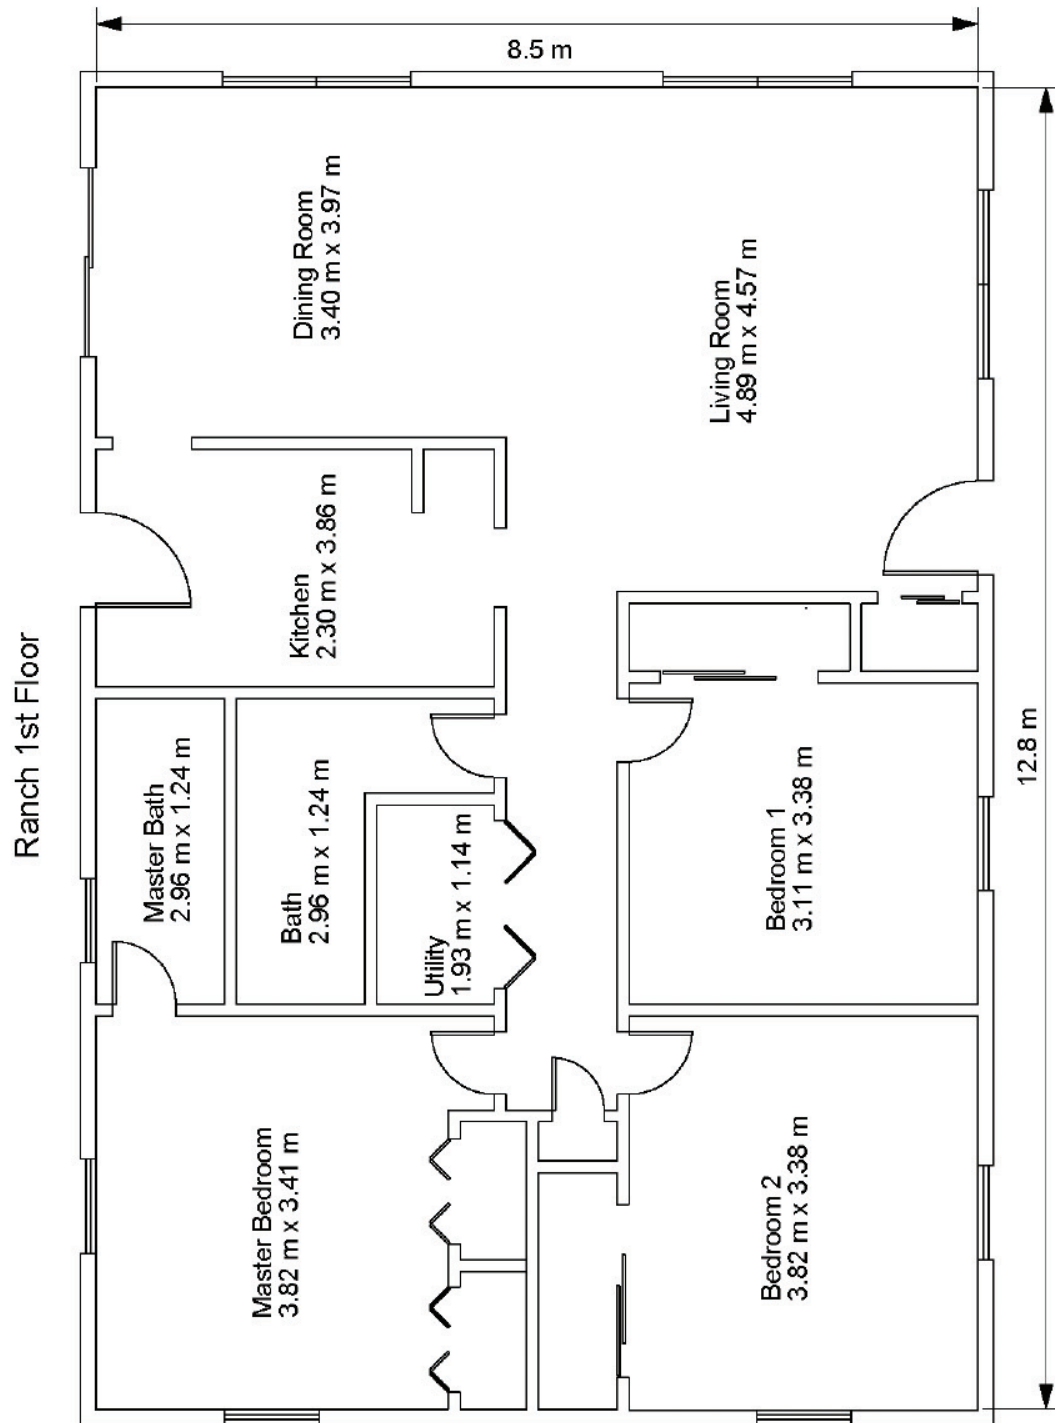 8.5 m
Dining Room
3.40 m x 3.97 m
Living Room
4.89 m x 4.57 m
Kitchen
2.30 m x 3.86 m
Ranch 1st Floor
Master Bath
2.96 m x 1.24 m
Bath
2.96 m x 1.24 m
Utility
1.93 m x 1.14 m
Bedroom 1
3.11 m x 3.38 m
12.8 m
Master Bedroom
3.82 m x 3.41 m
Bedroom 2
3.82 m x 3.38 m